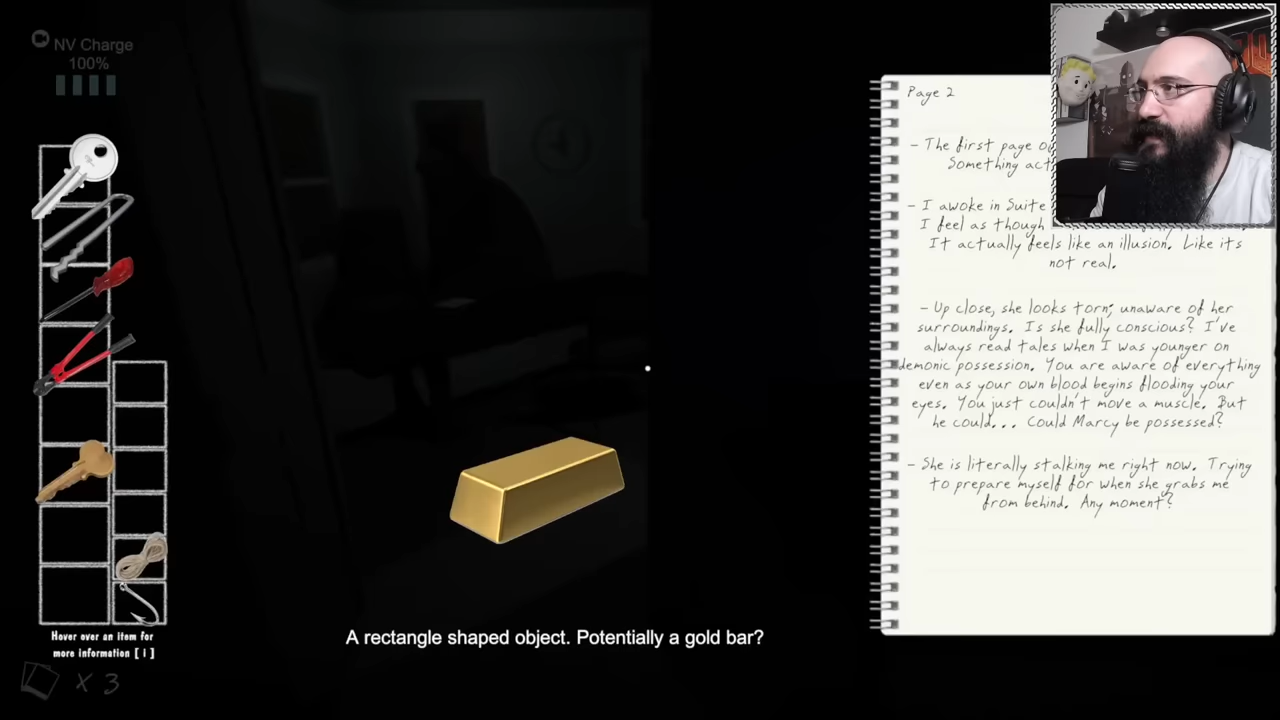 NV Charge
100%
Page 2
- The first page o
Something act
- I awoke in Suite
I feel as though
It actually feels like an illusion. Like its
not real.
- Up close, she looks torn; unaware of her
surroundings. Is she fully conscious? I've
always read tales when I was younger on
demonic possession. You are aware of everything
even as your own blood begins flooding your
eyes. You just couldn't move a muscle. But
he could... Could Marcy be possessed?
- She is literally stalking me right now. Trying
to prepare myself for when she grabs me
from behind. Any moment?
A rectangle shaped object. Potentially a gold bar?
Hover over an item for
more information [ i ]
x 3